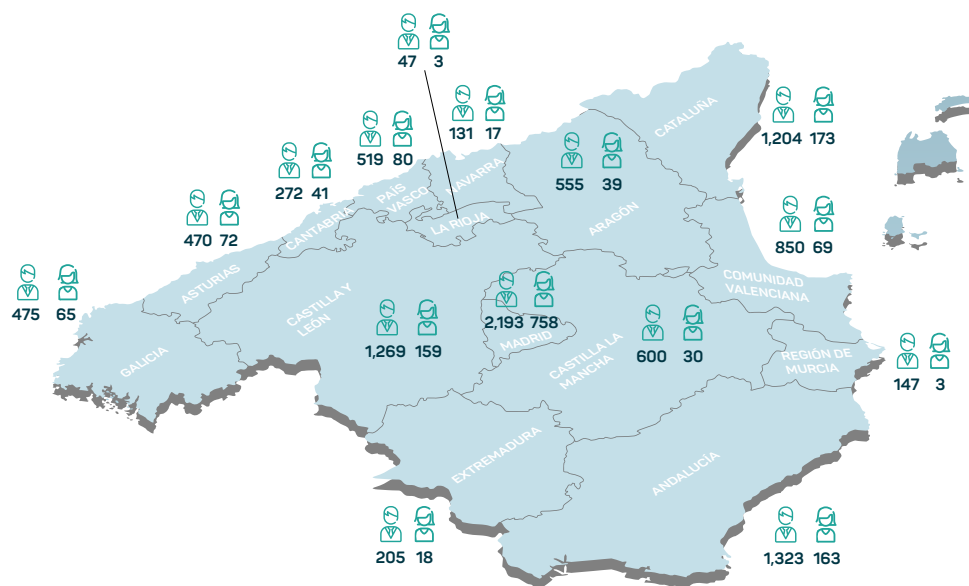 47 3
131 17
519 80
272 41
470 72
475 65
555 39
1,204 173
850 69
2,193 758
1,269 159
600 30
147 3
205 18
1,323 163
CATALUÑA
NAVARRA
PAÍS
VASCO
CANTABRIA
LA RIOJA
ARAGÓN
ASTURIAS
CASTILLA Y
LEÓN
COMUNIDAD
VALENCIANA
GALICIA
MADRID
CASTILLA LA
MANCHA
REGIÓN DE
MURCIA
EXTREMADURA
ANDALUCÍA